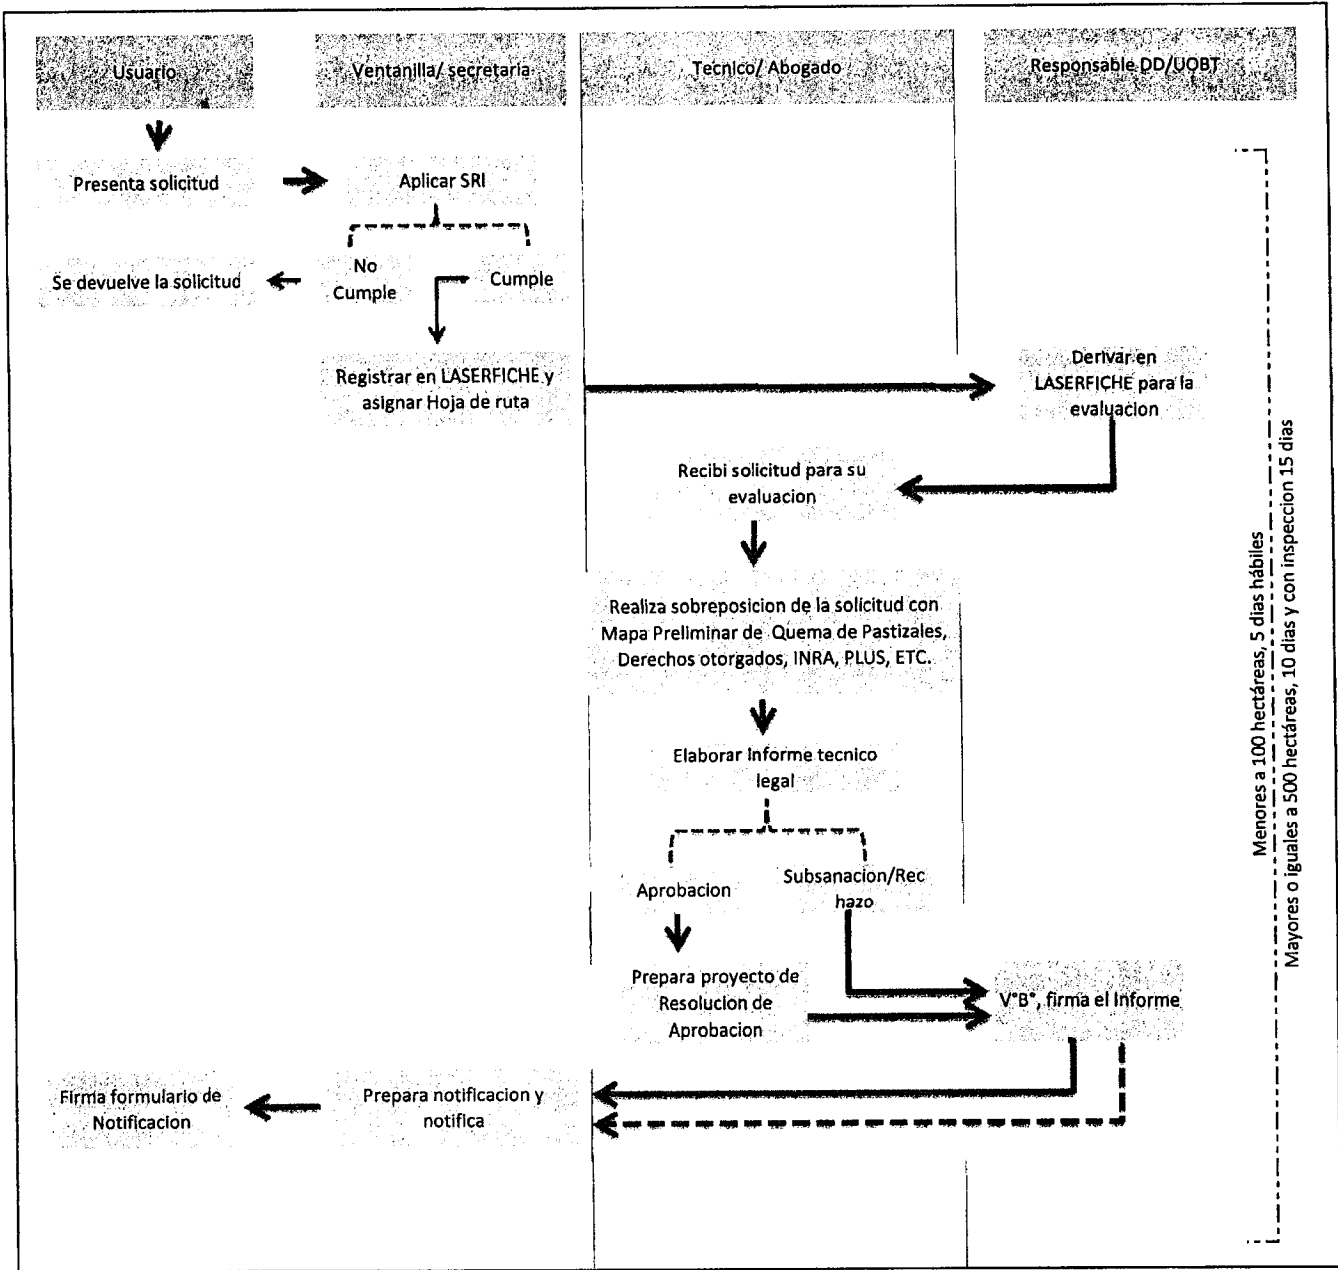 Usuario
Ventanilla/ secretaria
Tecnico/ Abogado
Responsable DD/UOBT
Presenta solicitud
Aplicar SRI
Se devuelve la solicitud
No
Cumple
Cumple
Registrar en LASERFICHE y
asignar Hoja de ruta
Derivar en
LASERFICHE para la
evaluacion
Recibi solicitud para su
evaluacion
Realiza sobreposicion de la solicitud con
Mapa Preliminar de Quema de Pastizales,
Derechos otorgados, INRA, PLUS, ETC.
Elaborar Informe tecnico
legal
Aprobacion
Subsanacion/Rec
hazo
Prepara proyecto de
Resolucion de
Aprobacion
V°B°, firma el Informe
Firma formulario de
Notificacion
Prepara notificacion y
notifica
Menores a 100 hectáreas, 5 dias hábiles
Mayores o iguales a 500 hectáreas, 10 dias y con inspeccion 15 dias